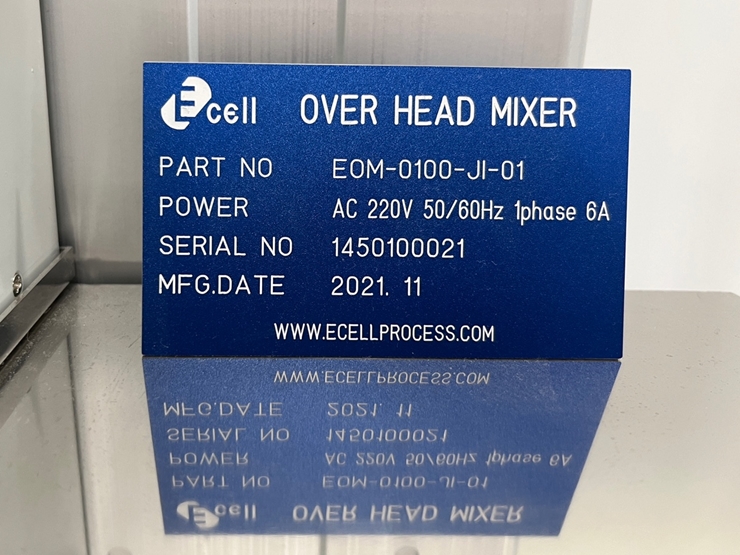 Ecell OVER HEAD MIXER
PART NO EOM-0100-JI-01
POWER AC 220V 50/60Hz 1phase 6A
SERIAL NO 1450100021
MFG.DATE 2021. 11
WWW.ECELLPROCESS.COM